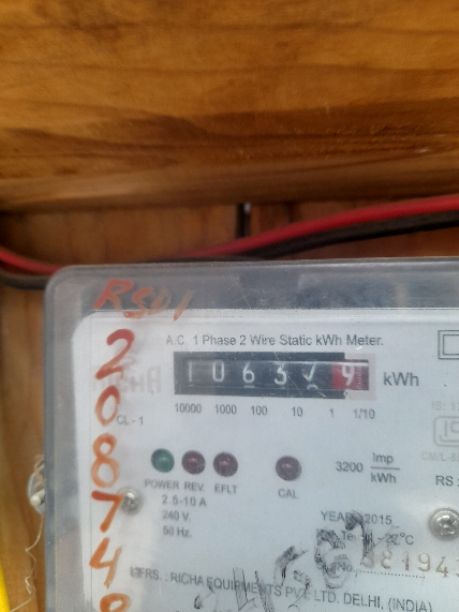 RSD1
208749
A.C. 1 Phase 2 Wire Static kWh Meter.
kWh
10000 1000 100 10 1 1/10
CL-1
3200 Imp/kWh
RS
POWER REV. EFLT
CAL
2.5-10 A
240 V.
50 Hz.
YEAR 2015
MFRS. : RICHA EQUIPMENTS PVT. LTD. DELHI, (INDIA)